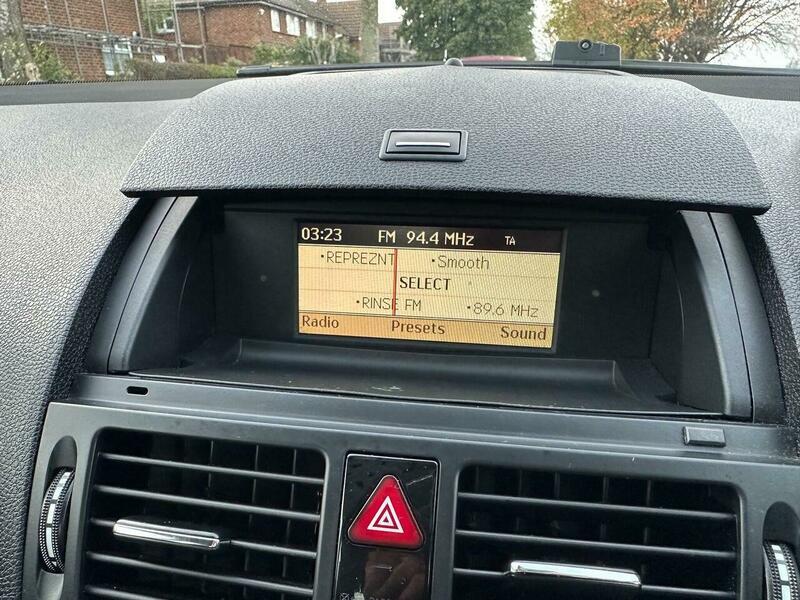 03:23 FM 94.4 MHz TA
•REPREZNT •Smooth
SELECT
•RINSE FM •89.6 MHz
Radio Presets Sound